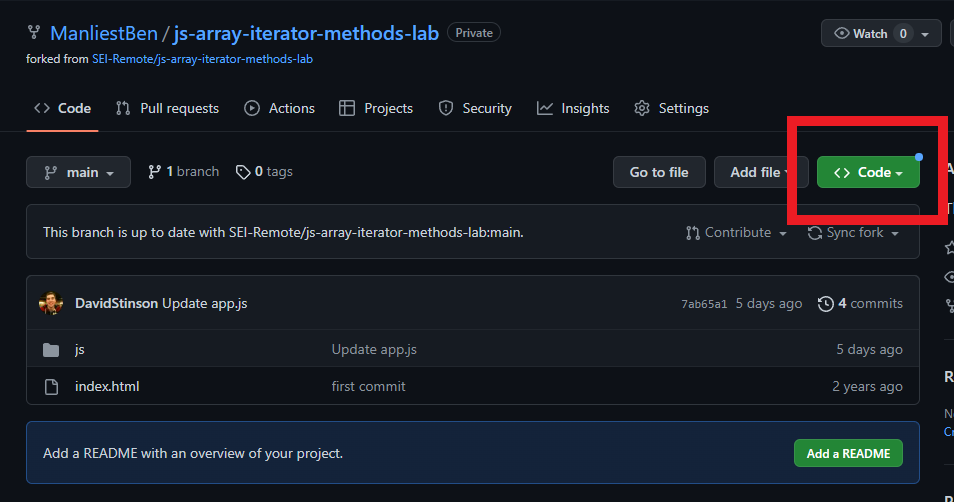 ManliestBen / js-array-iterator-methods-lab Private
Watch 0
forked from SEI-Remote/js-array-iterator-methods-lab
Code Pull requests Actions Projects Security Insights Settings
main 1 branch 0 tags Go to file Add file Code
This branch is up to date with SEI-Remote/js-array-iterator-methods-lab:main. Contribute Sync fork
DavidStinson Update app.js 7ab65a1 5 days ago 4 commits
js Update app.js 5 days ago
index.html first commit 2 years ago
Add a README with an overview of your project. Add a README